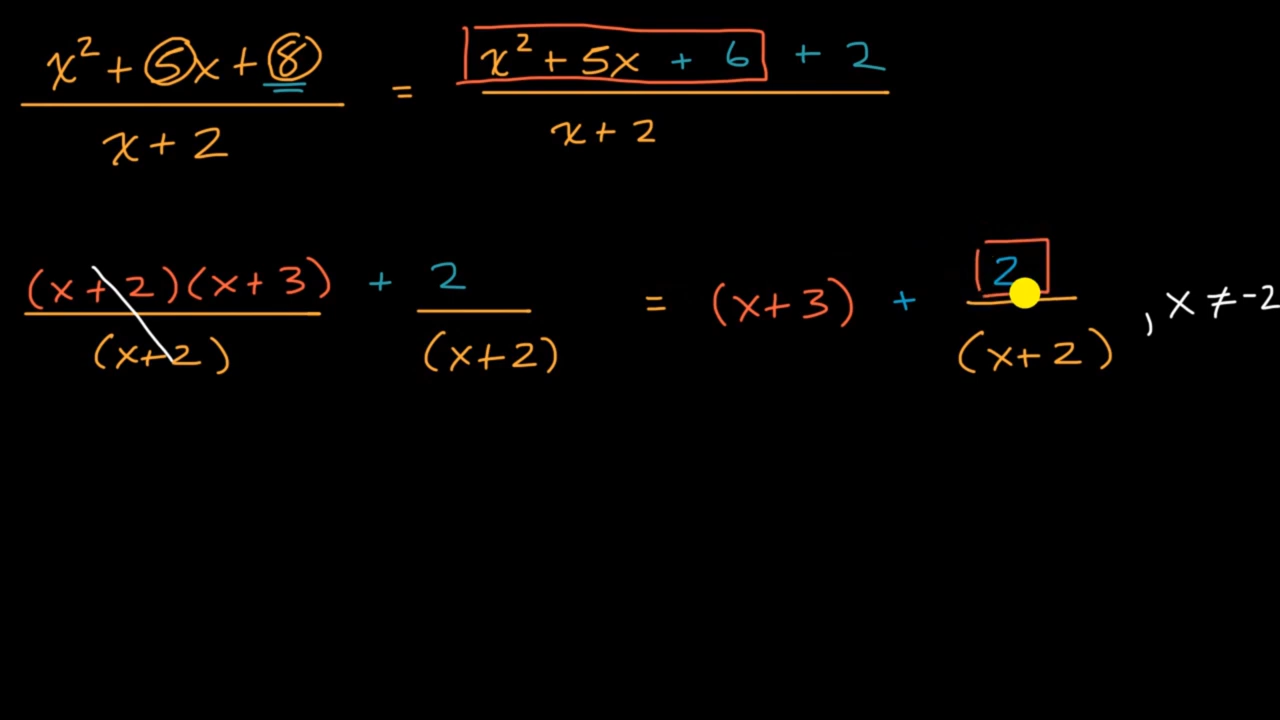 x² + 5x + 8 = x² + 5x + 6 + 2
x + 2 x + 2
(x + 2)(x + 3) + 2 = (x + 3) + 2 , x ≠ -2
(x + 2) (x + 2) (x + 2)